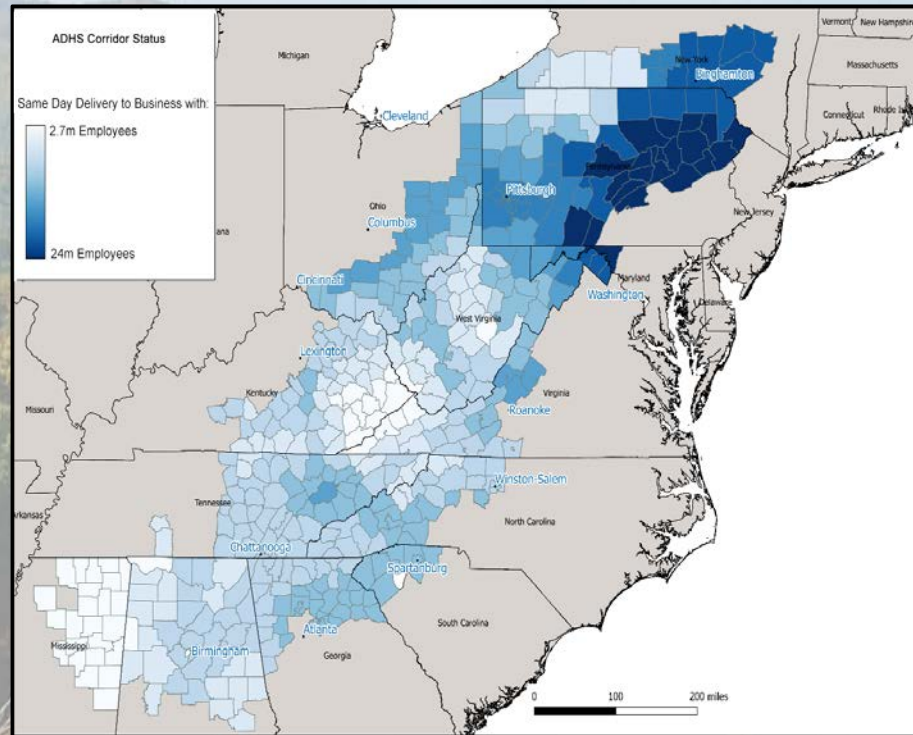 ADHS Corridor Status
Same Day Delivery to Business with:
2.7m Employees
24m Employees
Michigan
Vermont
New Hampshire
New York
Massachusetts
Binghamton
Connecticut
Rhode Is
Cleveland
Pennsylvania
Pittsburgh
New Jersey
Ohio
Columbus
iana
Cincinnati
Maryland
Delaware
Washington
West Virginia
Lexington
Kentucky
Virginia
Missouri
Roanoke
Winston-Salem
Tennessee
North Carolina
Arkansas
Chattanooga
Spartanburg
South Carolina
Atlanta
Mississippi
Birmingham
Georgia
0 100 200 miles